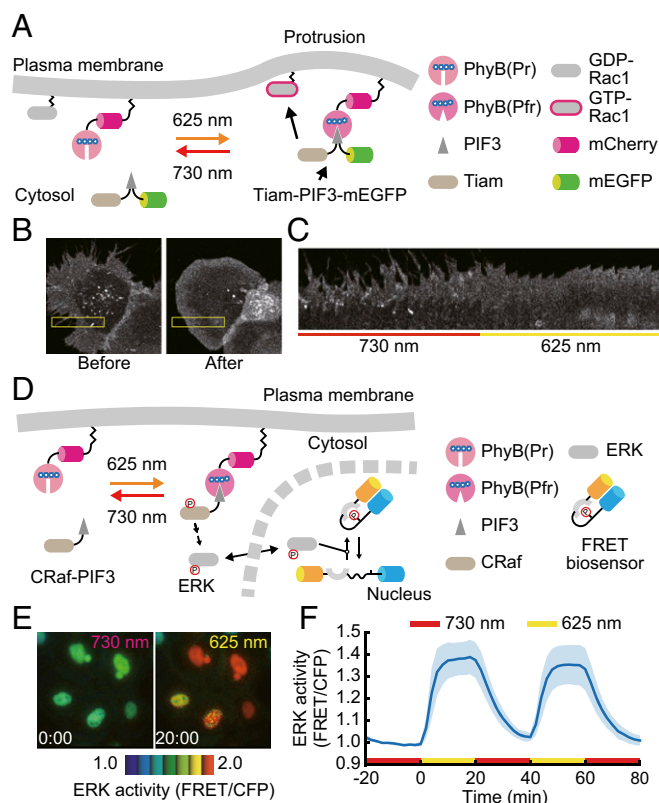 A
Plasma membrane
Protrusion
625 nm
730 nm
Cytosol
Tiam-PIF3-mEGFP
PhyB(Pr)
PhyB(Pfr)
PIF3
Tiam
GDP-
Rac1
GTP-
Rac1
mCherry
mEGFP
B
Before
After
C
730 nm
625 nm
D
Plasma membrane
Cytosol
625 nm
730 nm
P
P
P
P
CRaf-PIF3
ERK
Nucleus
PhyB(Pr)
PhyB(Pfr)
PIF3
CRaf
ERK
P
FRET
biosensor
E
730 nm
625 nm
0:00
20:00
1.0
2.0
ERK activity (FRET/CFP)
F
730 nm
625 nm
ERK activity
(FRET/CFP)
1.5
1.4
1.3
1.2
1.1
1.0
0.9
-20
0
20
40
60
80
Time (min)